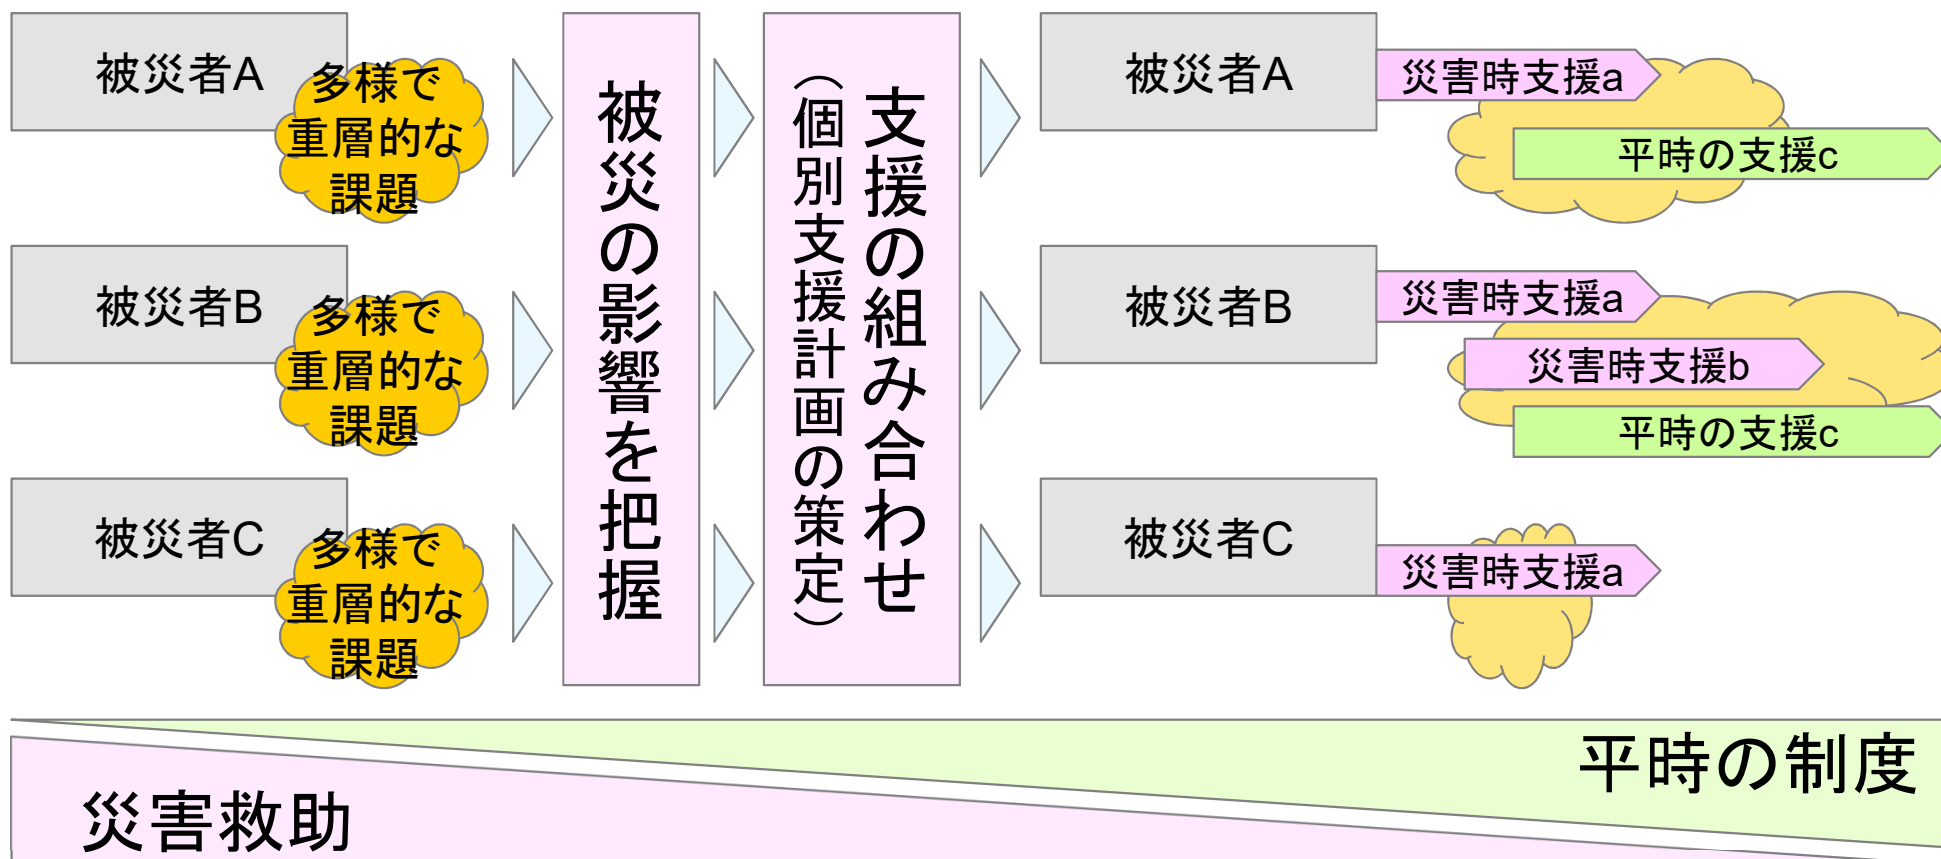 被災者A
多様で
重層的な
課題
被災者B
多様で
重層的な
課題
被災者C
多様で
重層的な
課題
被災の影響を把握
支援の組み合わせ
（個別支援計画の策定）
被災者A
災害時支援a
平時の支援c
被災者B
災害時支援a
災害時支援b
平時の支援c
被災者C
災害時支援a
平時の制度
災害救助